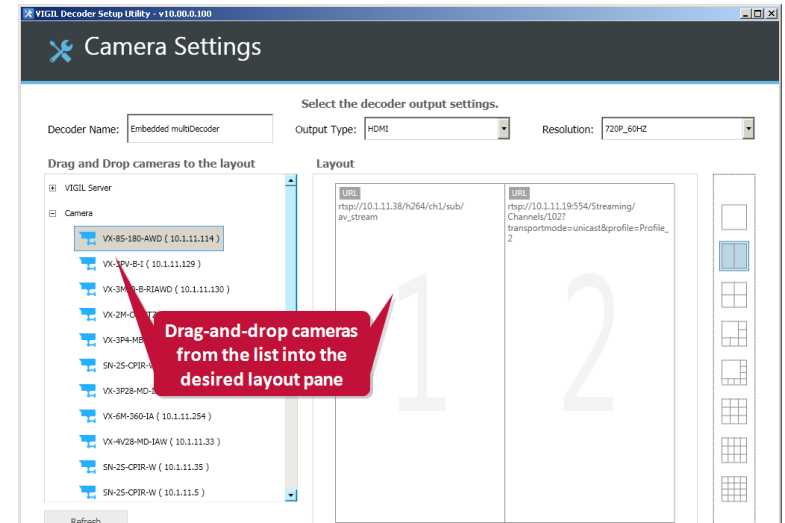 VIGIL Decoder Setup Utility - v10.00.0.100
Camera Settings
Select the decoder output settings.
Decoder Name: Embedded multiDecoder Output Type: HDMI Resolution: 720P_60HZ
Drag and Drop cameras to the layout
VIGIL Server
Camera
VX-8S-180-AWD ( 10.1.11.114 )
VX-3PV-B-I ( 10.1.11.129 )
VX-3M B-RIAWD ( 10.1.11.130 )
VX-2M-O
VX-3P4-M
SN-2S-CPIR-
VX-3P28-MD-
VX-6M-360-IA ( 10.1.11.254 )
VX-4V28-MD-IAW ( 10.1.11.33 )
SN-2S-CPIR-W ( 10.1.11.35 )
SN-2S-CPIR-W ( 10.1.11.5 )
Refresh
Layout
URL
rtsp://10.1.11.38/h264/ch1/sub/
av_stream
1
URL
rtsp://10.1.11.19:554/Streaming/
Channels/102?
transportmode=unicast&profile=Profile_
2
2
Drag-and-drop cameras
from the list into the
desired layout pane